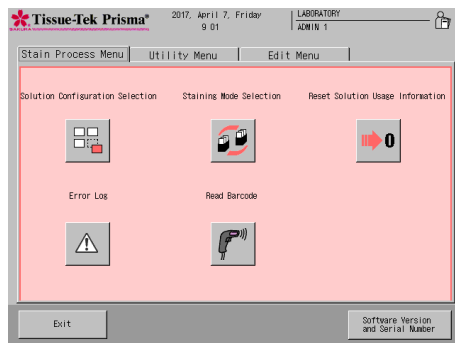 Tissue-Tek Prisma®
SAKURA
2017, April 7, Friday
9 01
LABORATORY
ADMIN 1
Stain Process Menu
Utility Menu
Edit Menu
Solution Configuration Selection
Staining Mode Selection
Reset Solution Usage Information
0
Error Log
Read Barcode
Exit
Software Version
and Serial Number